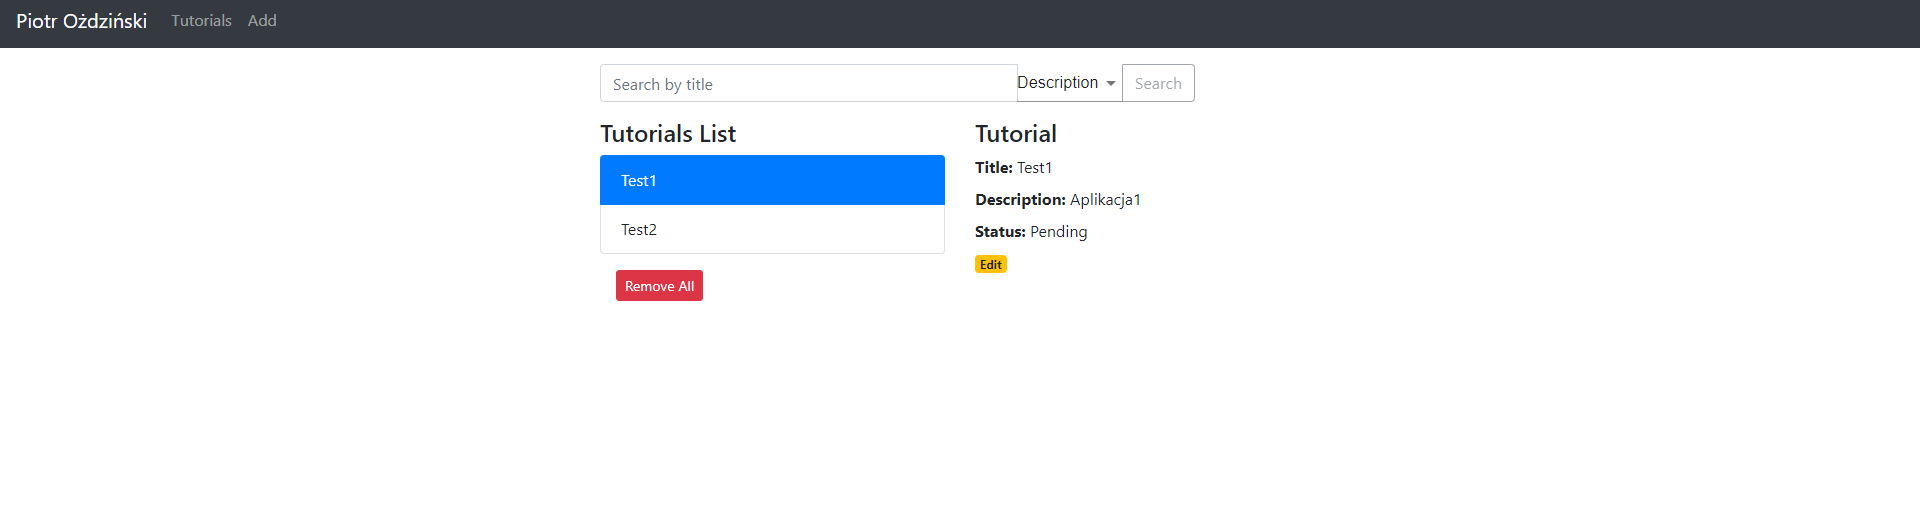 Piotr Ożdziński Tutorials Add
Search by title Description Search
Tutorials List
Test1
Test2
Remove All
Tutorial
Title: Test1
Description: Aplikacja1
Status: Pending
Edit